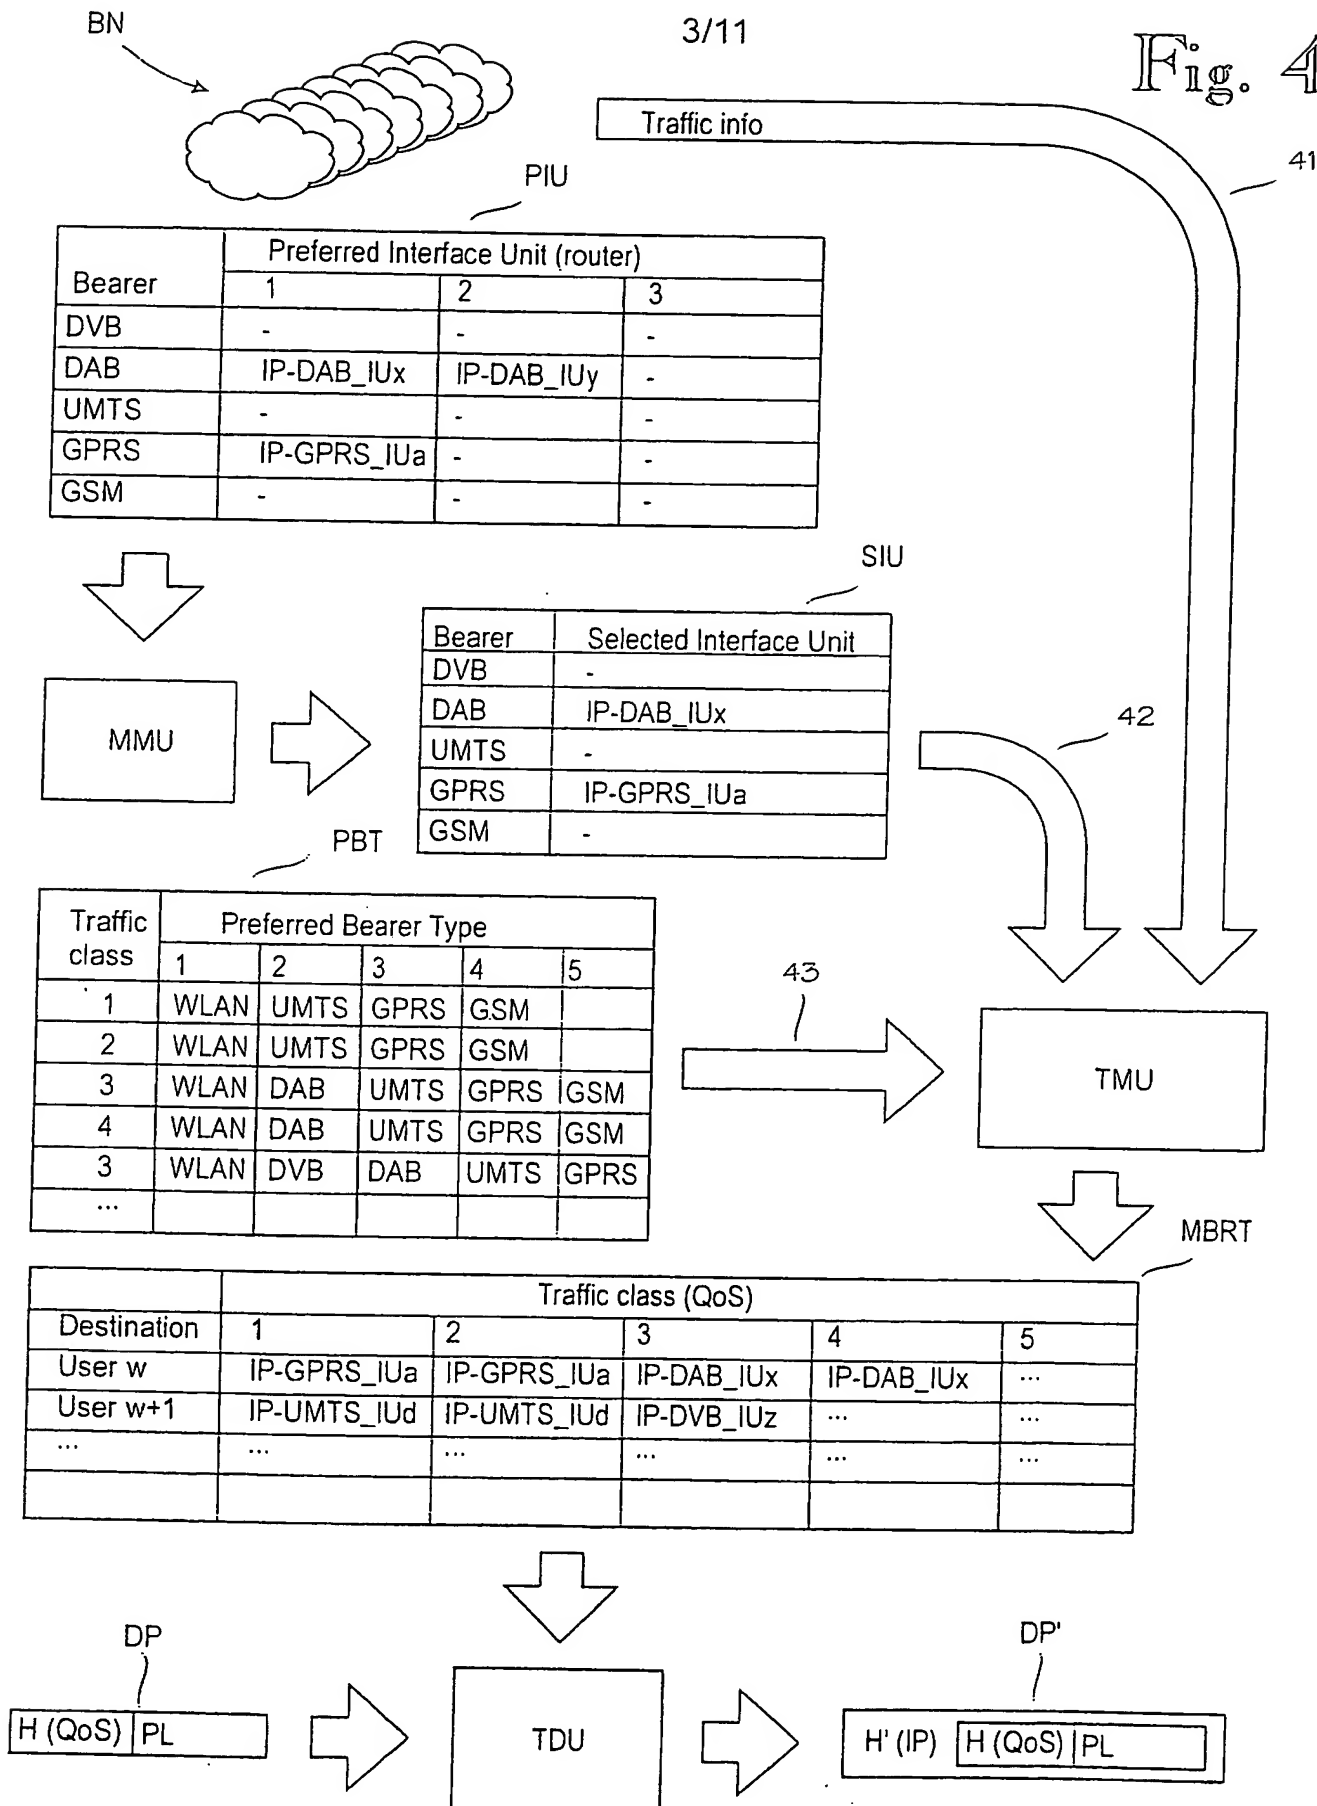 BN
3/11
Fig. 4
Traffic info
41
PIU
Preferred Interface Unit (router)
Bearer 1 2 3
DVB - - -
DAB IP-DAB_IUx IP-DAB_IUy -
UMTS - - -
GPRS IP-GPRS_IUa - -
GSM - - -
SIU
Bearer Selected Interface Unit
DVB -
DAB IP-DAB_IUx
UMTS -
GPRS IP-GPRS_IUa
GSM -
MMU
42
PBT
Traffic class Preferred Bearer Type
1 2 3 4 5
1 WLAN UMTS GPRS GSM
2 WLAN UMTS GPRS GSM
3 WLAN DAB UMTS GPRS GSM
4 WLAN DAB UMTS GPRS GSM
3 WLAN DVB DAB UMTS GPRS
...
43
TMU
MBRT
Traffic class (QoS)
Destination 1 2 3 4 5
User w IP-GPRS_IUa IP-GPRS_IUa IP-DAB_IUx IP-DAB_IUx ...
User w+1 IP-UMTS_IUd IP-UMTS_IUd IP-DVB_IUz ... ...
... ... ... ... ... ...
DP
H (QoS) PL
TDU
DP'
H' (IP) H (QoS) PL